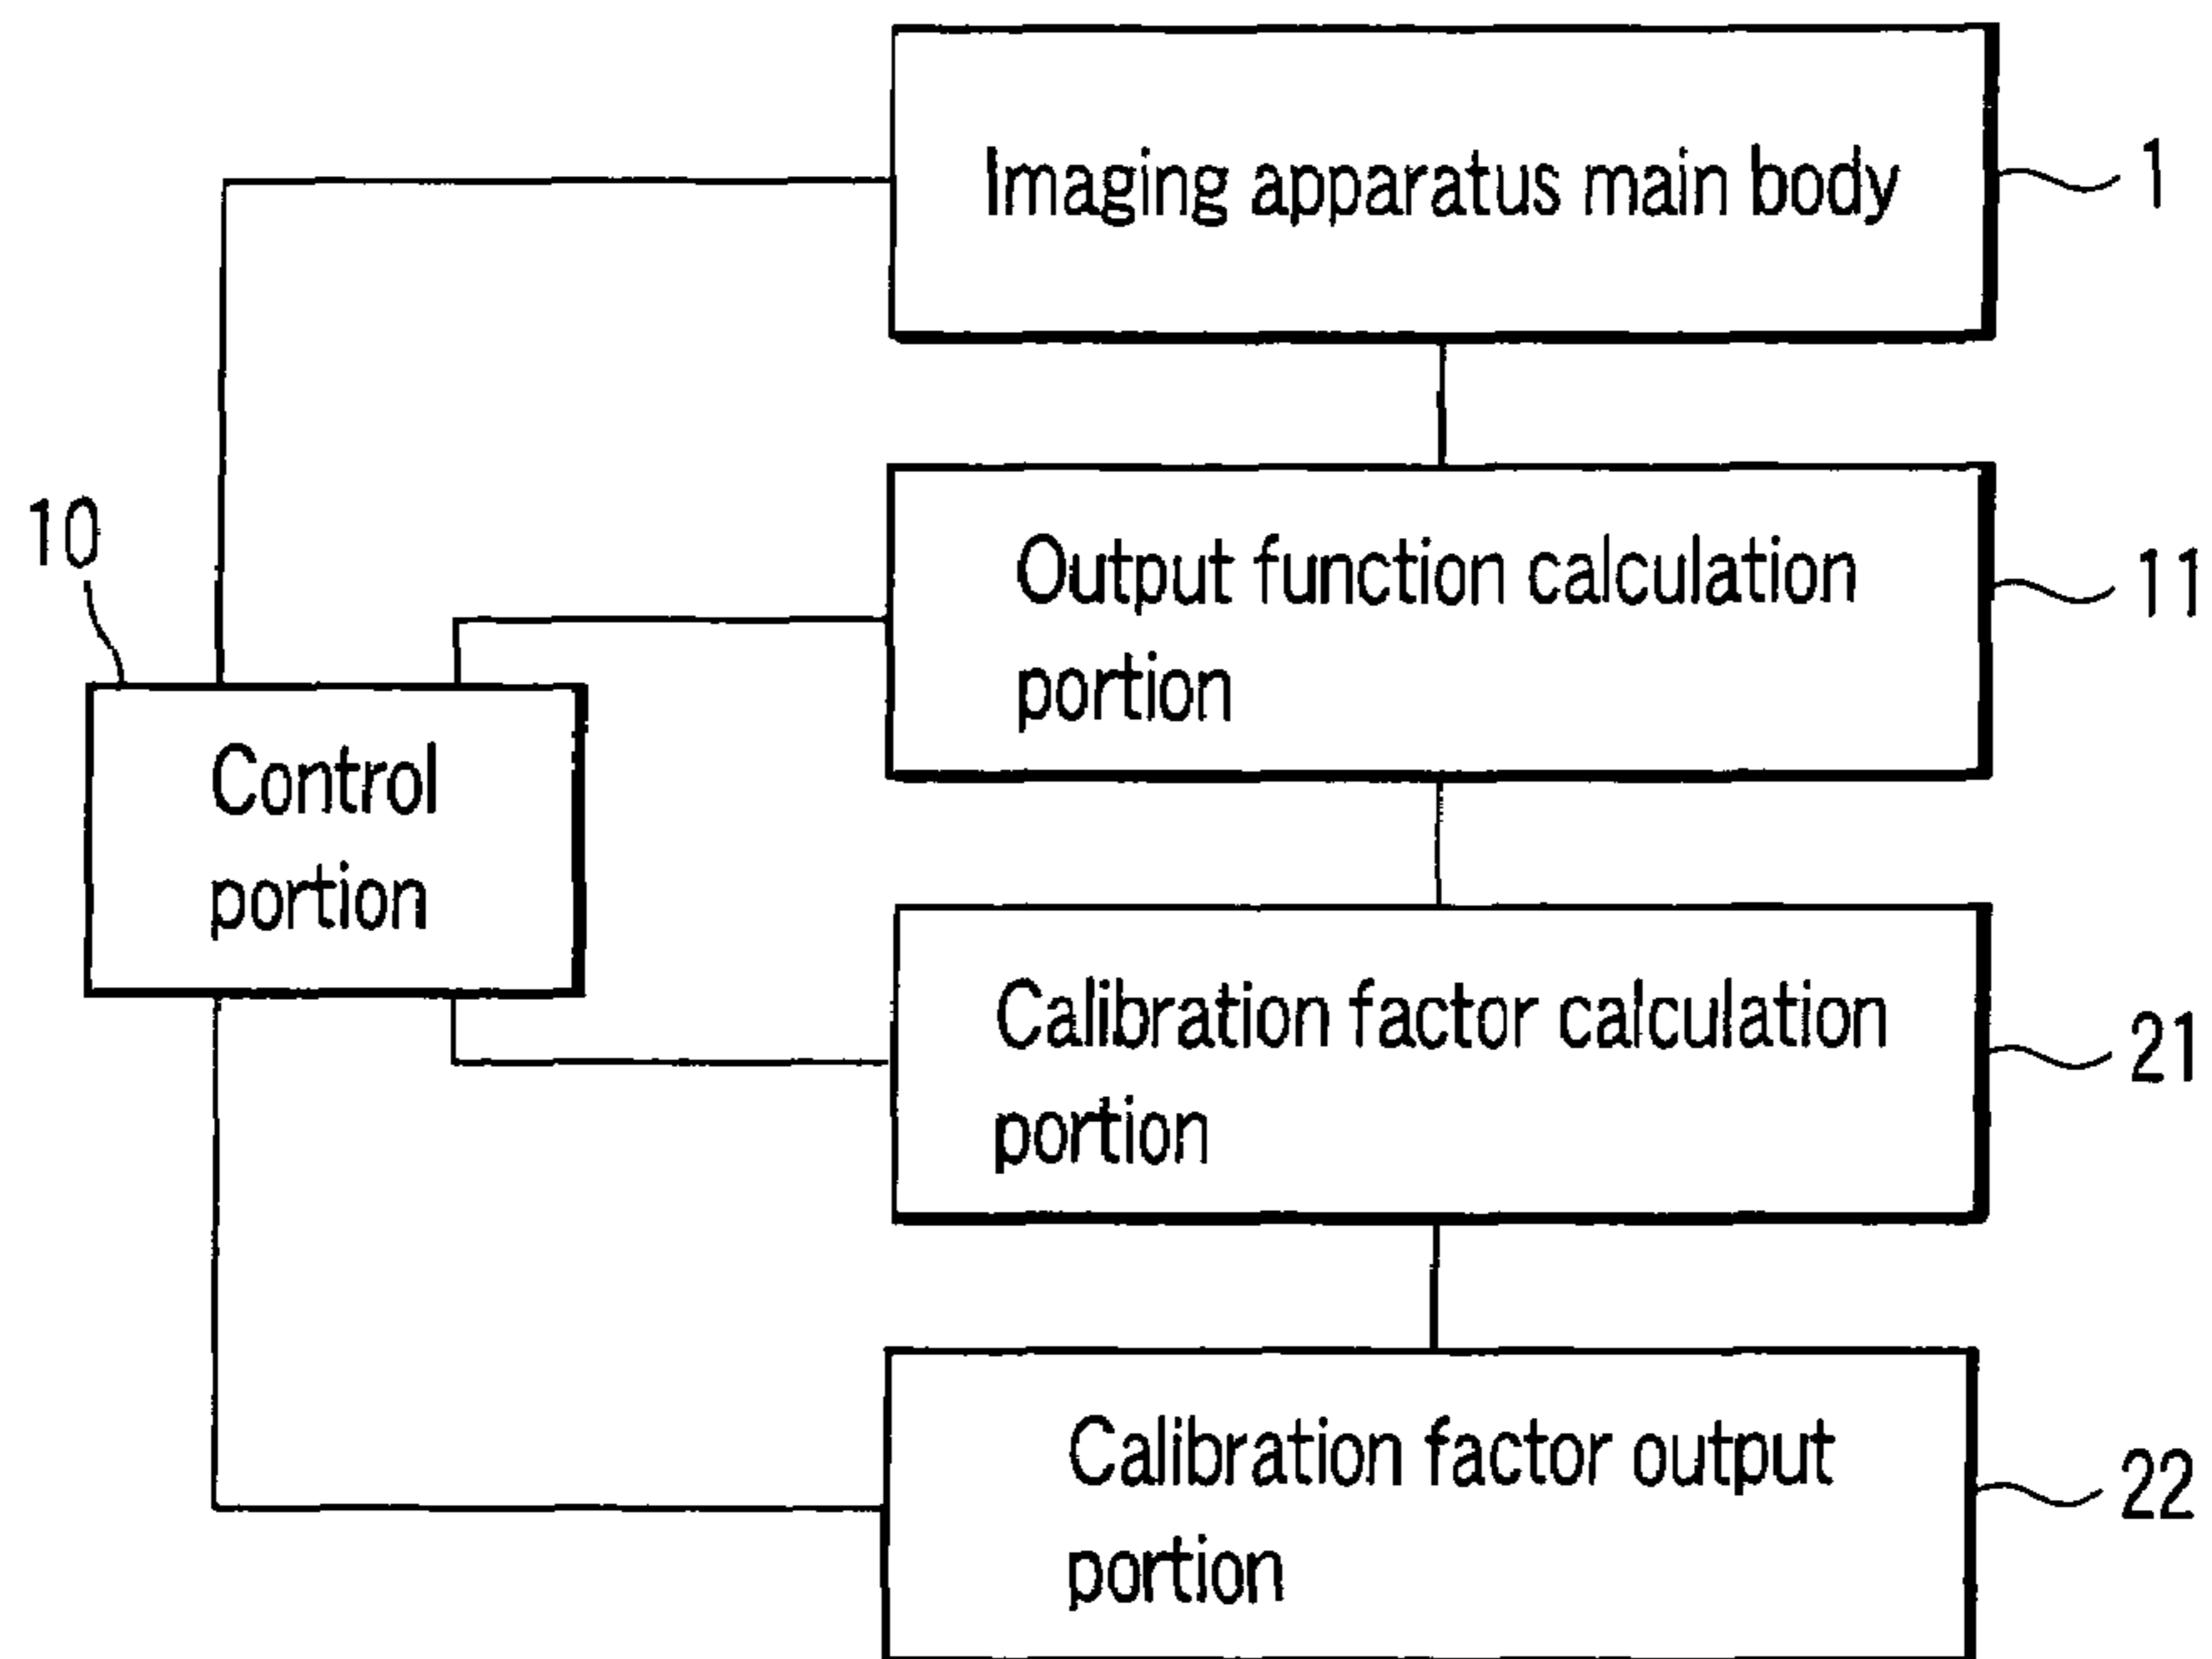 Imaging apparatus main body
1
10
Output function calculation
portion
11
Control
portion
Calibration factor calculation
portion
21
Calibration factor output
portion
22